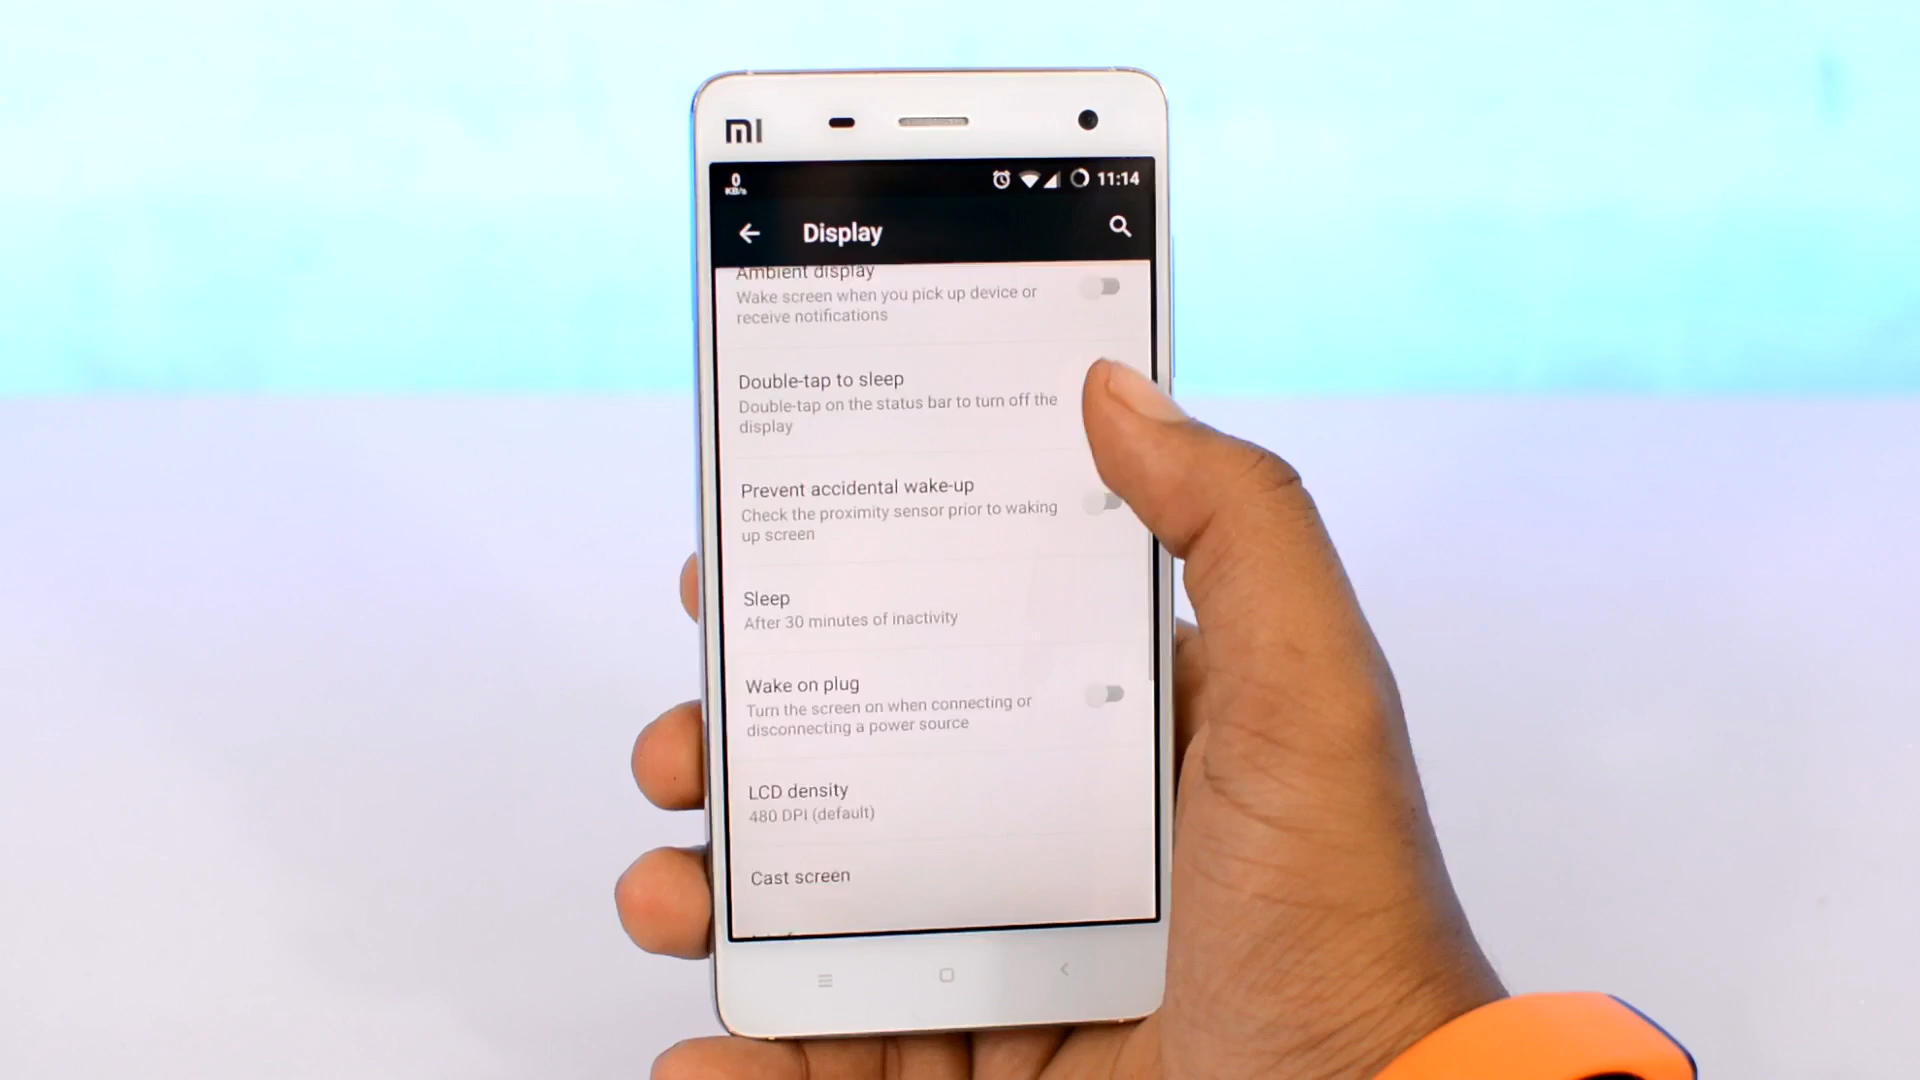 mi
0
KB/s
11:14
Display
Ambient display
Wake screen when you pick up device or
receive notifications
Double-tap to sleep
Double-tap on the status bar to turn off the
display
Prevent accidental wake-up
Check the proximity sensor prior to waking
up screen
Sleep
After 30 minutes of inactivity
Wake on plug
Turn the screen on when connecting or
disconnecting a power source
LCD density
480 DPI (default)
Cast screen